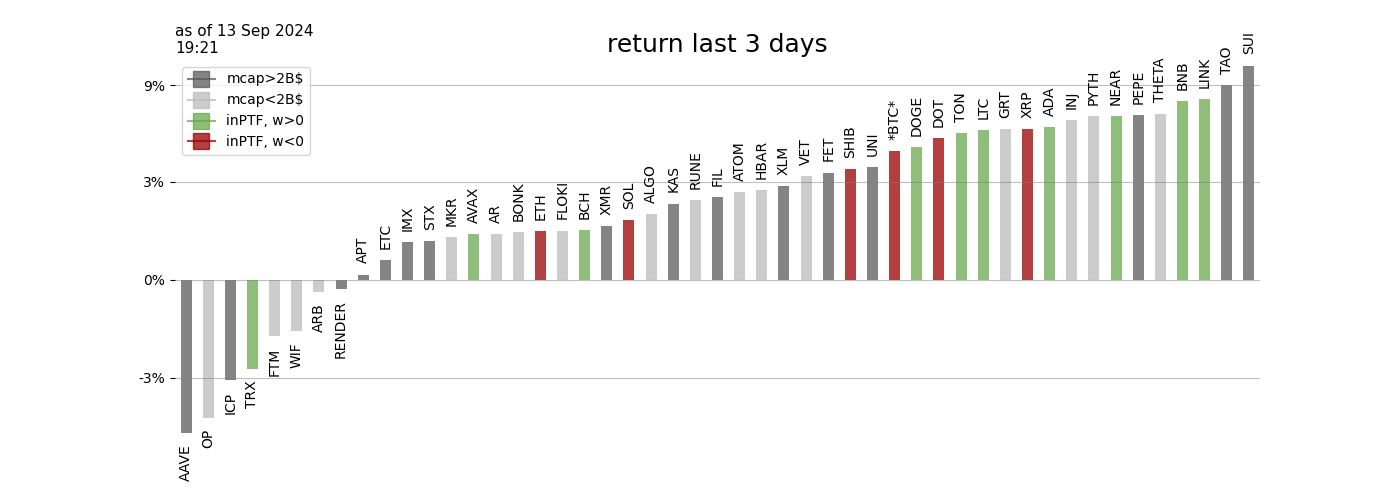 as of 13 Sep 2024
19:21
return last 3 days
mcap>2B$
mcap<2B$
inPTF, w>0
inPTF, w<0
9%
3%
0%
-3%
AAVE
OP
ICP
TRX
FTM
WIF
ARB
RENDER
APT
ETC
IMX
STX
MKR
AVAX
AR
BONK
ETH
FLOKI
BCH
XMR
SOL
ALGO
KAS
RUNE
FIL
ATOM
HBAR
XLM
VET
FET
SHIB
UNI
*BTC*
DOGE
DOT
TON
LTC
GRT
XRP
ADA
INJ
PYTH
NEAR
PEPE
THETA
BNB
LINK
TAO
SUI